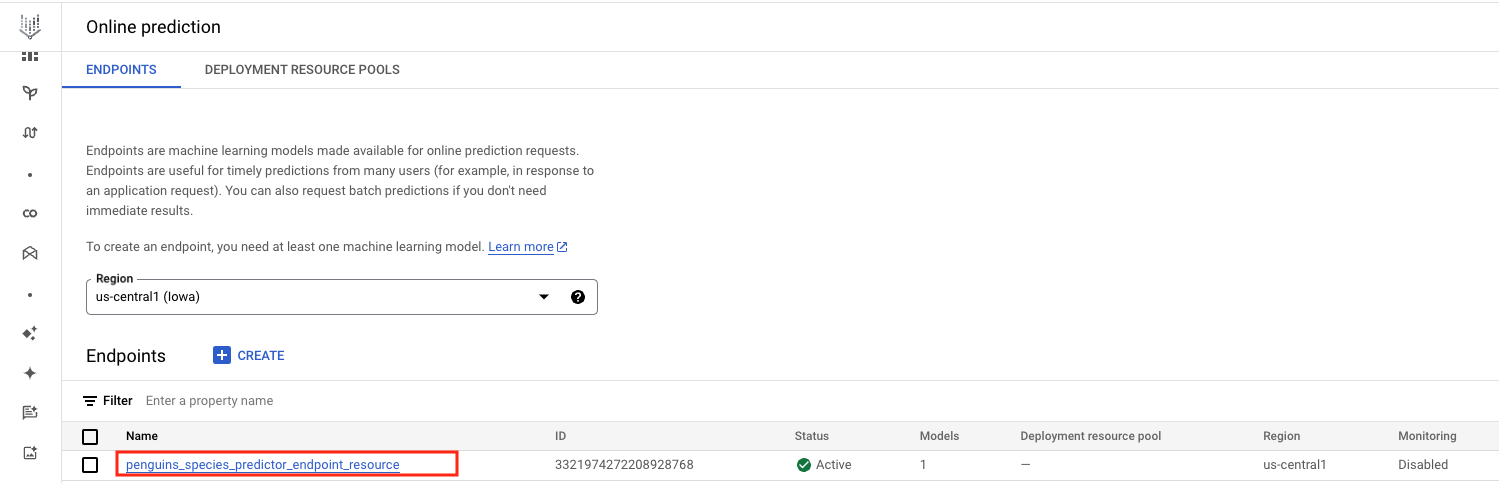 Online prediction
ENDPOINTS DEPLOYMENT RESOURCE POOLS
Endpoints are machine learning models made available for online prediction requests.
Endpoints are useful for timely predictions from many users (for example, in response to
an application request). You can also request batch predictions if you don't need
immediate results.
To create an endpoint, you need at least one machine learning model. Learn more
Region
us-central1 (Iowa)
Endpoints CREATE
Filter Enter a property name
Name ID Status Models Deployment resource pool Region Monitoring
penguins_species_predictor_endpoint_resource 3321974272208928768 Active 1 — us-central1 Disabled